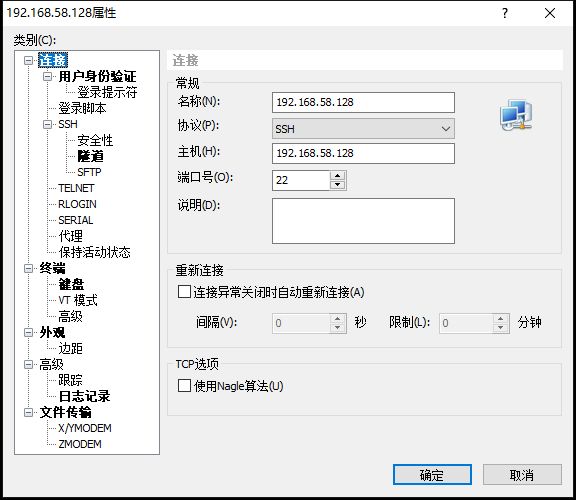 192.168.58.128属性
类别(C):
连接
用户身份验证
登录提示符
登录脚本
SSH
安全性
隧道
SFTP
TELNET
RLOGIN
SERIAL
代理
保持活动状态
终端
键盘
VT 模式
高级
外观
边距
高级
跟踪
日志记录
文件传输
X/YMODEM
ZMODEM
连接
常规
名称(N): 192.168.58.128
协议(P): SSH
主机(H): 192.168.58.128
端口号(O): 22
说明(D):
重新连接
连接异常关闭时自动重新连接(A)
间隔(V): 0 秒 限制(L): 0 分钟
TCP选项
使用Nagle算法(U)
确定 取消